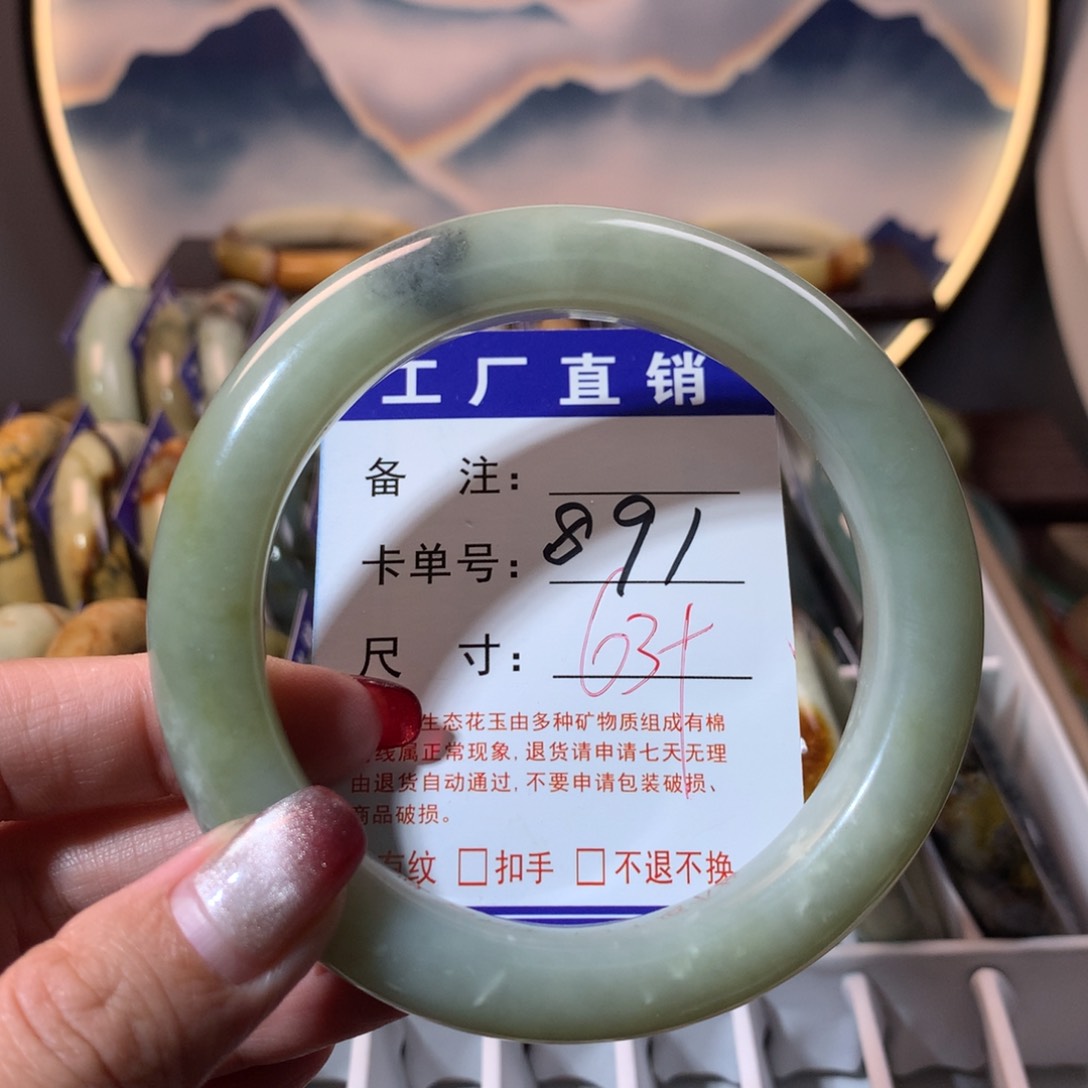 工厂直销
备 注：
卡单号：891
尺 寸：63+
生态花玉由多种矿物质组成有棉
线属正常现象，退货请申请七天无理
由退货自动通过，不要申请包装破损、
商品破损。
有纹 □扣手 □不退不换